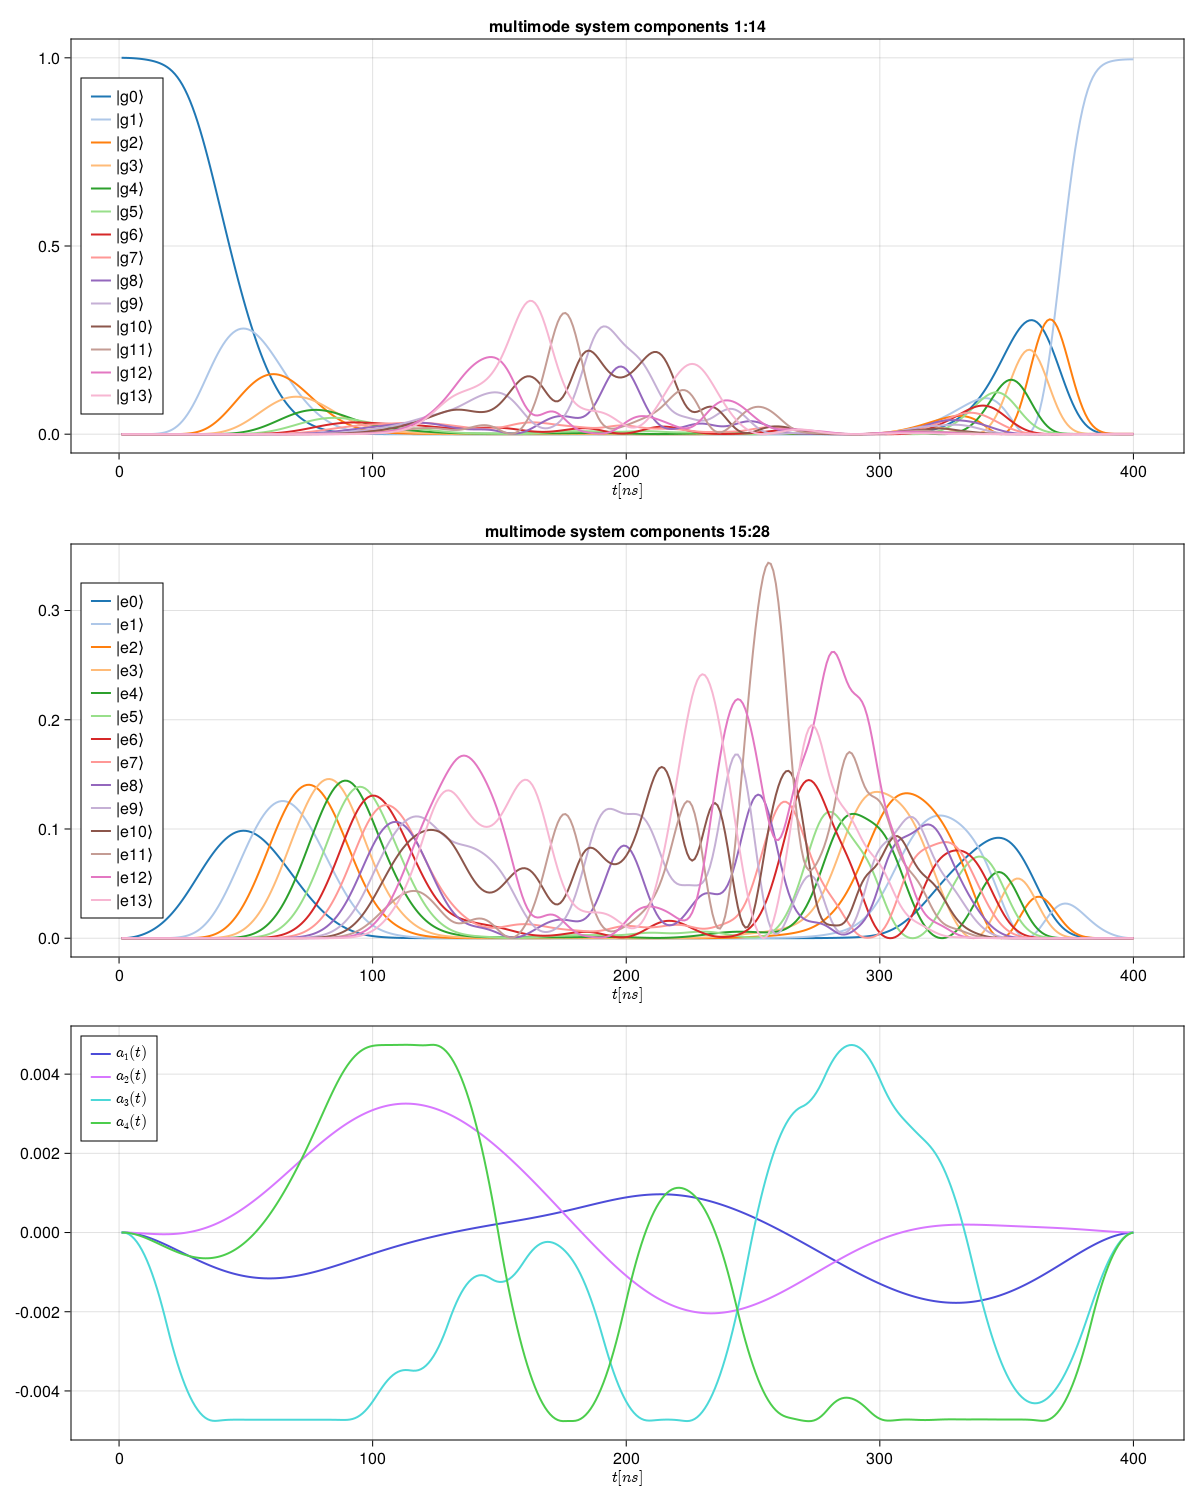 multimode system components 1:14
1.0
0.5
0.0
|g0⟩
|g1⟩
|g2⟩
|g3⟩
|g4⟩
|g5⟩
|g6⟩
|g7⟩
|g8⟩
|g9⟩
|g10⟩
|g11⟩
|g12⟩
|g13⟩
0 100 200 300 400
t[ns]
multimode system components 15:28
0.3
0.2
0.1
0.0
|e0⟩
|e1⟩
|e2⟩
|e3⟩
|e4⟩
|e5⟩
|e6⟩
|e7⟩
|e8⟩
|e9⟩
|e10⟩
|e11⟩
|e12⟩
|e13⟩
0 100 200 300 400
t[ns]
0.004
0.002
0.000
-0.002
-0.004
a₁(t)
a₂(t)
a₃(t)
a₄(t)
0 100 200 300 400
t[ns]